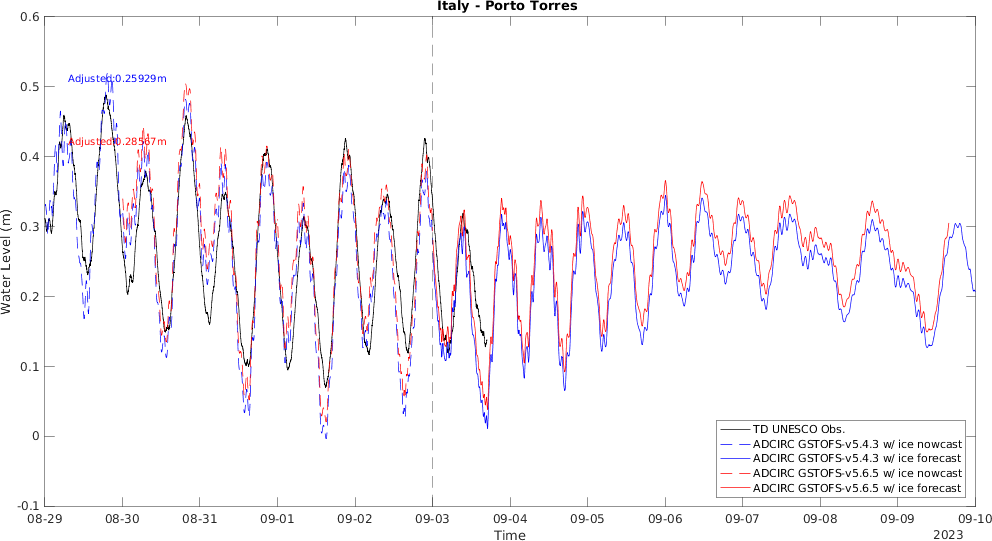 Italy - Porto Torres
0.6
0.5
0.4
0.3
0.2
0.1
0
-0.1
Water Level (m)
Adjusted:0.25929m
Adjusted:0.28567m
TD UNESCO Obs.
ADCIRC GSTOFS-v5.4.3 w/ ice nowcast
ADCIRC GSTOFS-v5.4.3 w/ ice forecast
ADCIRC GSTOFS-v5.6.5 w/ ice nowcast
ADCIRC GSTOFS-v5.6.5 w/ ice forecast
08-29 08-30 08-31 09-01 09-02 09-03 09-04 09-05 09-06 09-07 09-08 09-09 09-10
Time
2023